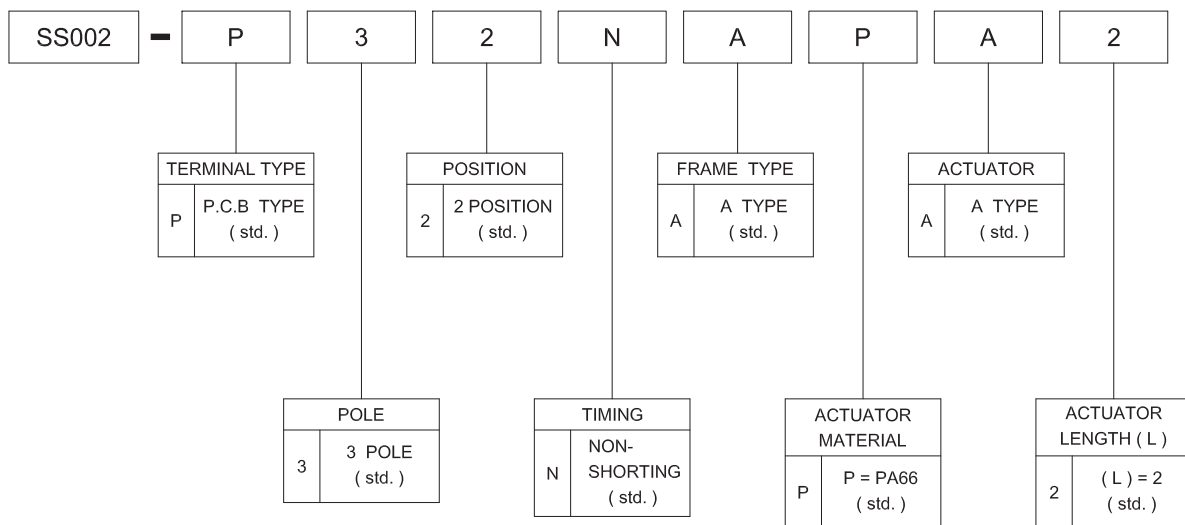 SS002 - P 3 2 N A P A 2
TERMINAL TYPE
P P.C.B TYPE
( std. )
POSITION
2 2 POSITION
( std. )
FRAME TYPE
A A TYPE
( std. )
ACTUATOR
A A TYPE
( std. )
POLE
3 3 POLE
( std. )
TIMING
NON-
N SHORTING
( std. )
ACTUATOR
MATERIAL
P P = PA66
( std. )
ACTUATOR
LENGTH ( L )
2 ( L ) = 2
( std. )